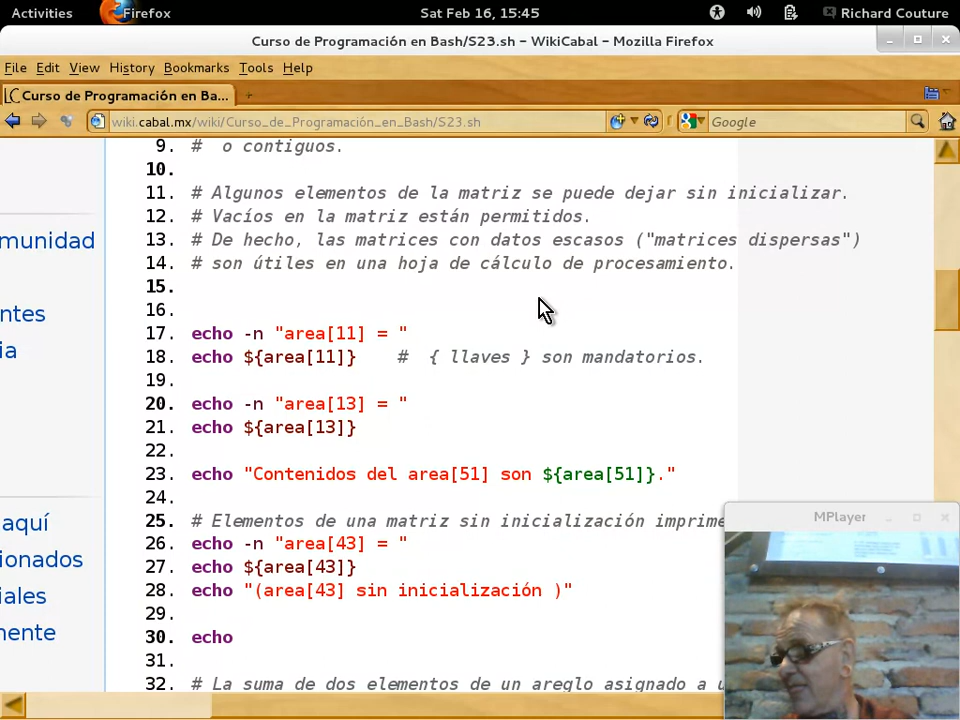 Activities Firefox Sat Feb 16, 15:45 Richard Couture
Curso de Programación en Bash/S23.sh - WikiCabal - Mozilla Firefox
File Edit View History Bookmarks Tools Help
Curso de Programación en Ba...
wiki.cabal.mx/wiki/Curso_de_Programación_en_Bash/S23.sh Google
munidad
ntes
ia
aquí
ionados
iales
mente
9. # o contiguos.
10.
11. # Algunos elementos de la matriz se puede dejar sin inicializar.
12. # Vacíos en la matriz están permitidos.
13. # De hecho, las matrices con datos escasos ("matrices dispersas")
14. # son útiles en una hoja de cálculo de procesamiento.
15.
16.
17. echo -n "area[11] = "
18. echo ${area[11]} # { llaves } son mandatorios.
19.
20. echo -n "area[13] = "
21. echo ${area[13]}
22.
23. echo "Contenidos del area[51] son ${area[51]}."
24.
25. # Elementos de una matriz sin inicialización imprime
26. echo -n "area[43] = "
27. echo ${area[43]}
28. echo "(area[43] sin inicialización )"
29.
30. echo
31.
32. # La suma de dos elementos de un areglo asignado a u
MPlayer